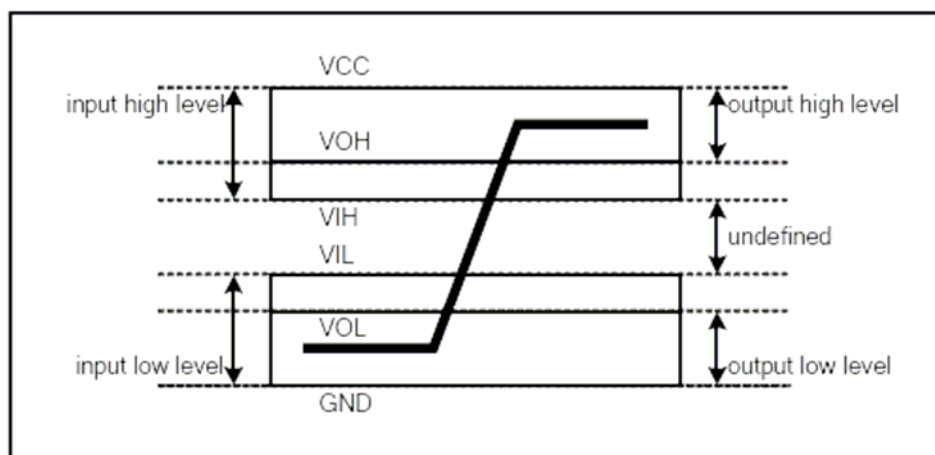 VCC
input high level
output high level
VOH
VIH
undefined
VIL
VOL
input low level
output low level
GND